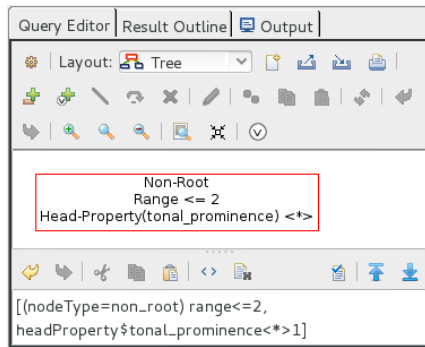 Query Editor Result Outline Output
Layout: Tree
Non-Root
Range <= 2
Head-Property(tonal_prominence) <*>
[(nodeType=non_root) range<=2,
headProperty$tonal_prominence<*>1]